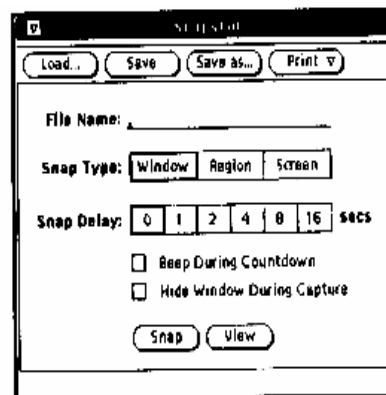 Load... Save Save as... Print
File Name:
Snap Type: Window Region Screen
Snap Delay: 0 1 2 4 8 16 secs
Beep During Countdown
Hide Window During Capture
Snap View